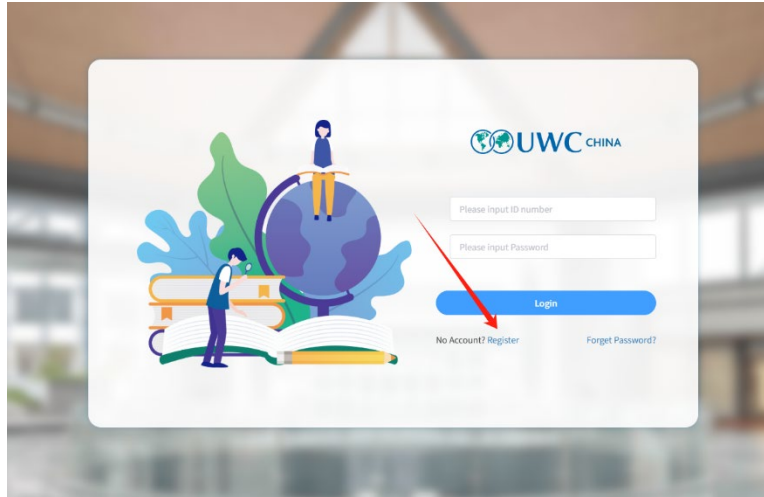 UWC CHINA
Please input ID number
Please input Password
Login
No Account? Register
Forget Password?